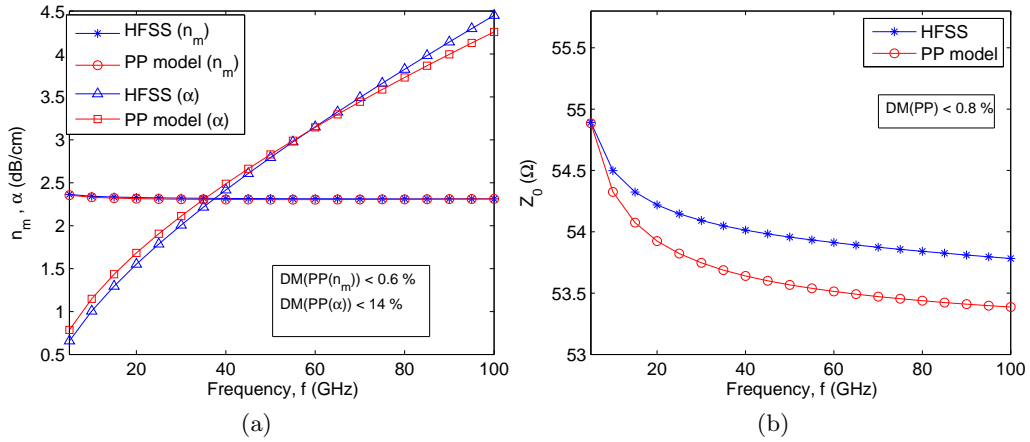 4.5
4
3.5
3
2.5
2
1.5
1
0.5
n_m , α (dB/cm)
HFSS (n_m)
PP model (n_m)
HFSS (α)
PP model (α)
DM(PP(n_m)) < 0.6 %
DM(PP(α)) < 14 %
20 40 60 80 100
Frequency, f (GHz)
(a)
55.5
55
54.5
54
53.5
53
Z_0 (Ω)
HFSS
PP model
DM(PP) < 0.8 %
20 40 60 80 100
Frequency, f (GHz)
(b)